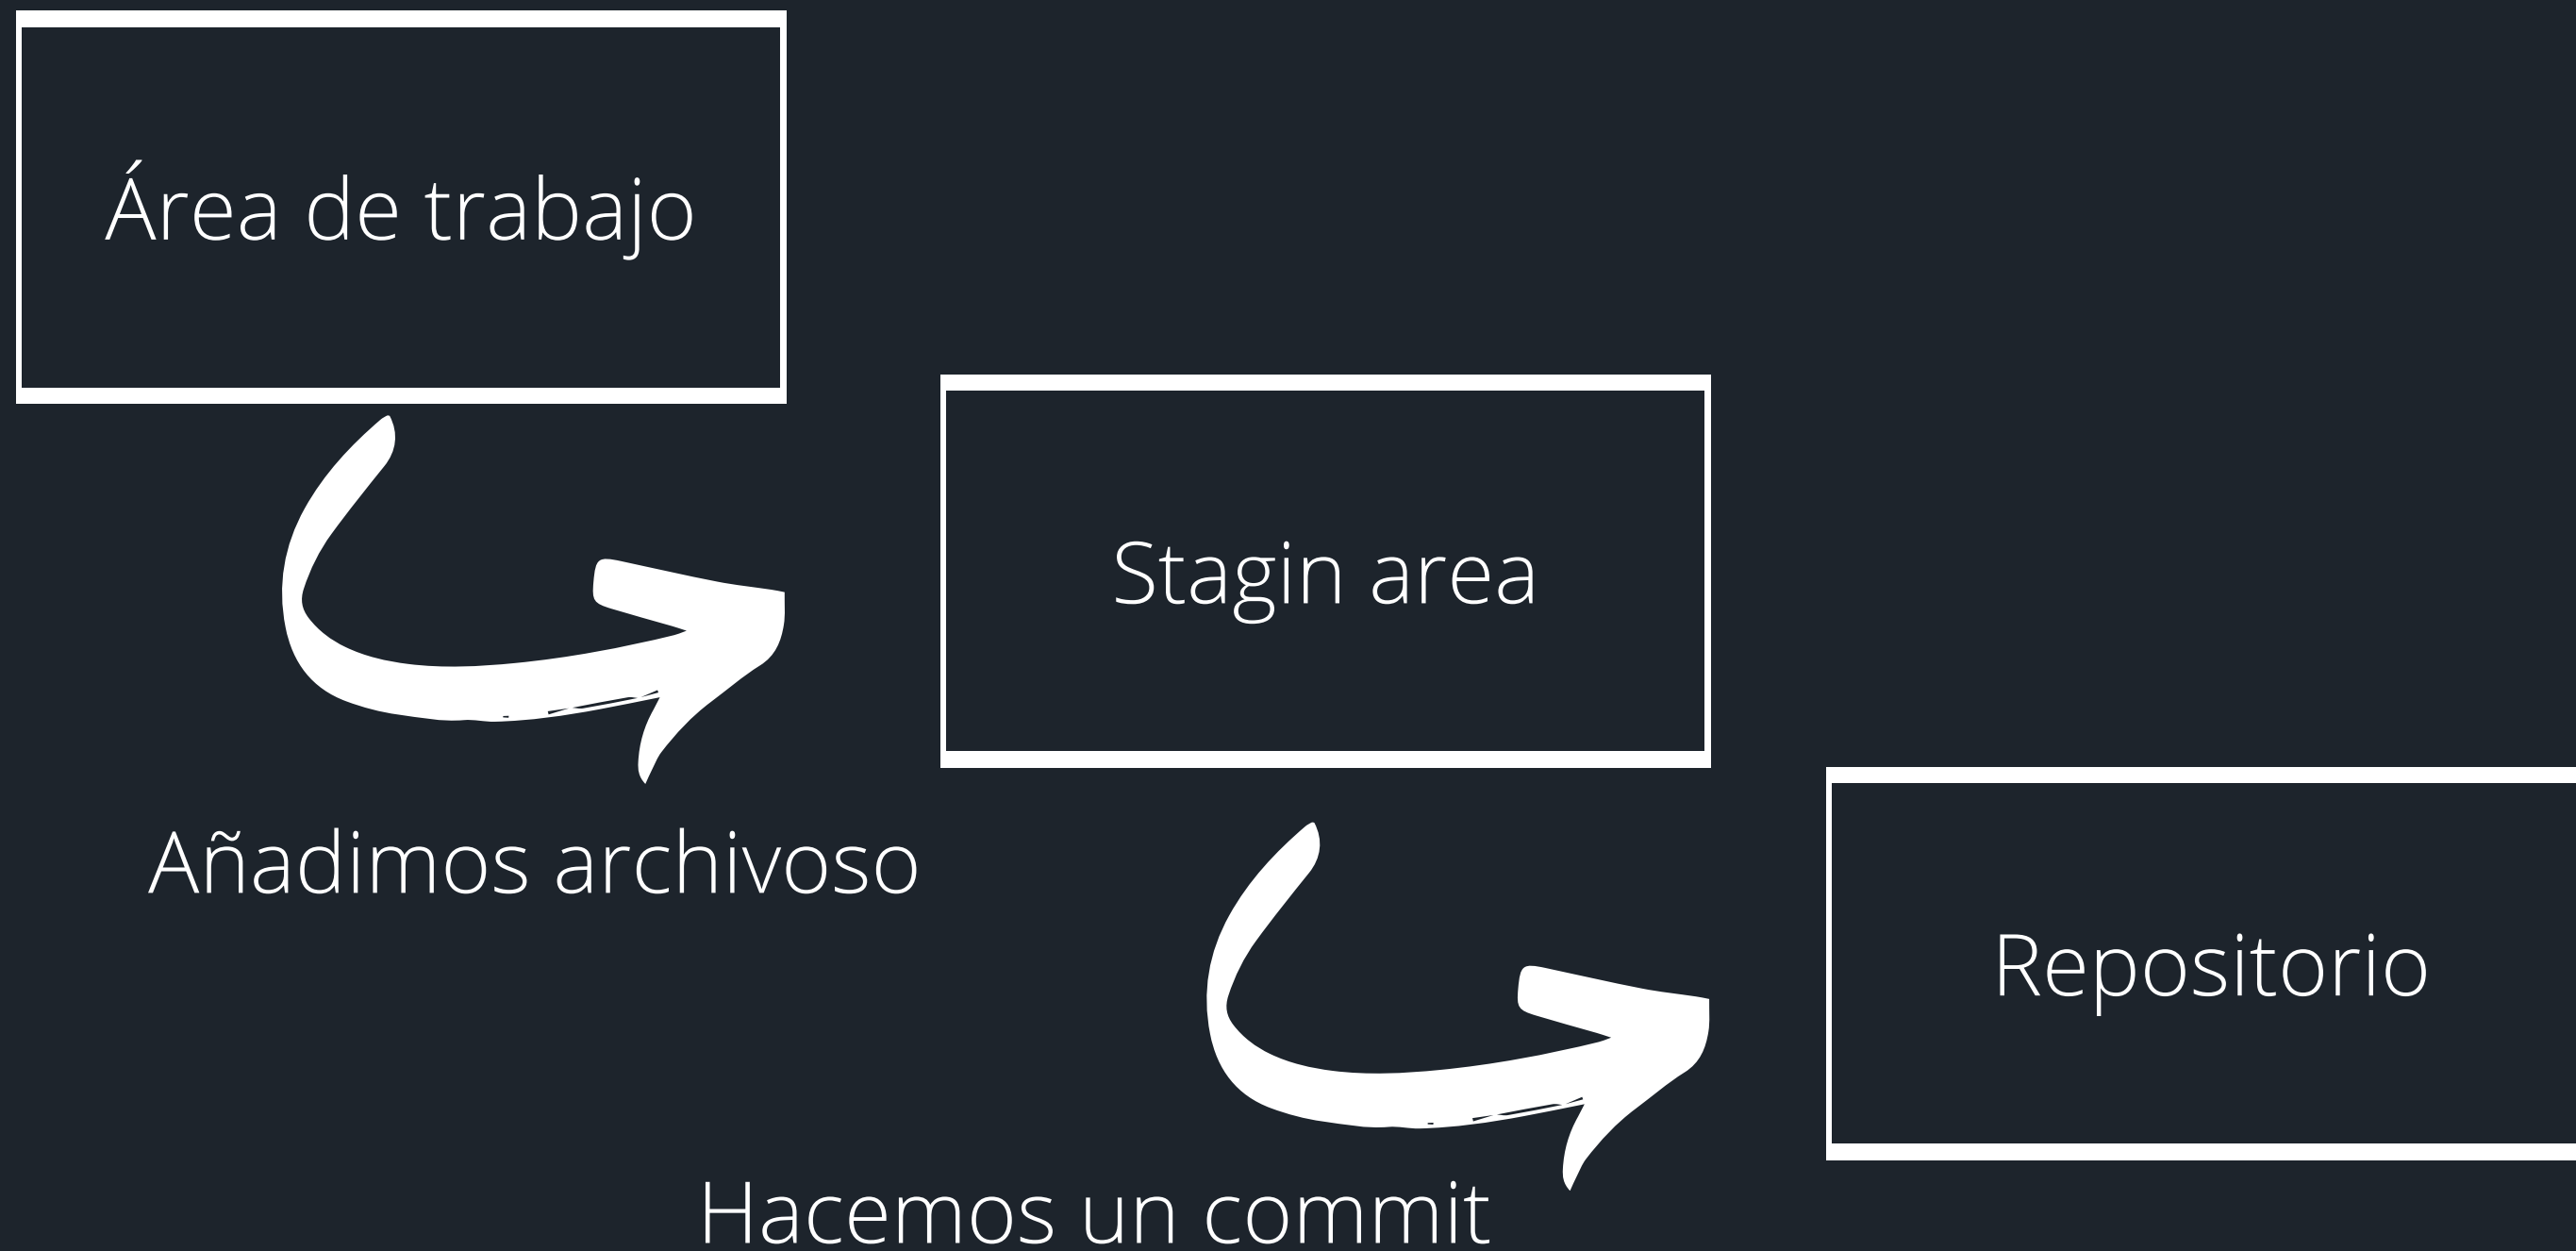 Área de trabajo
Stagin area
Añadimos archivoso
Repositorio
Hacemos un commit